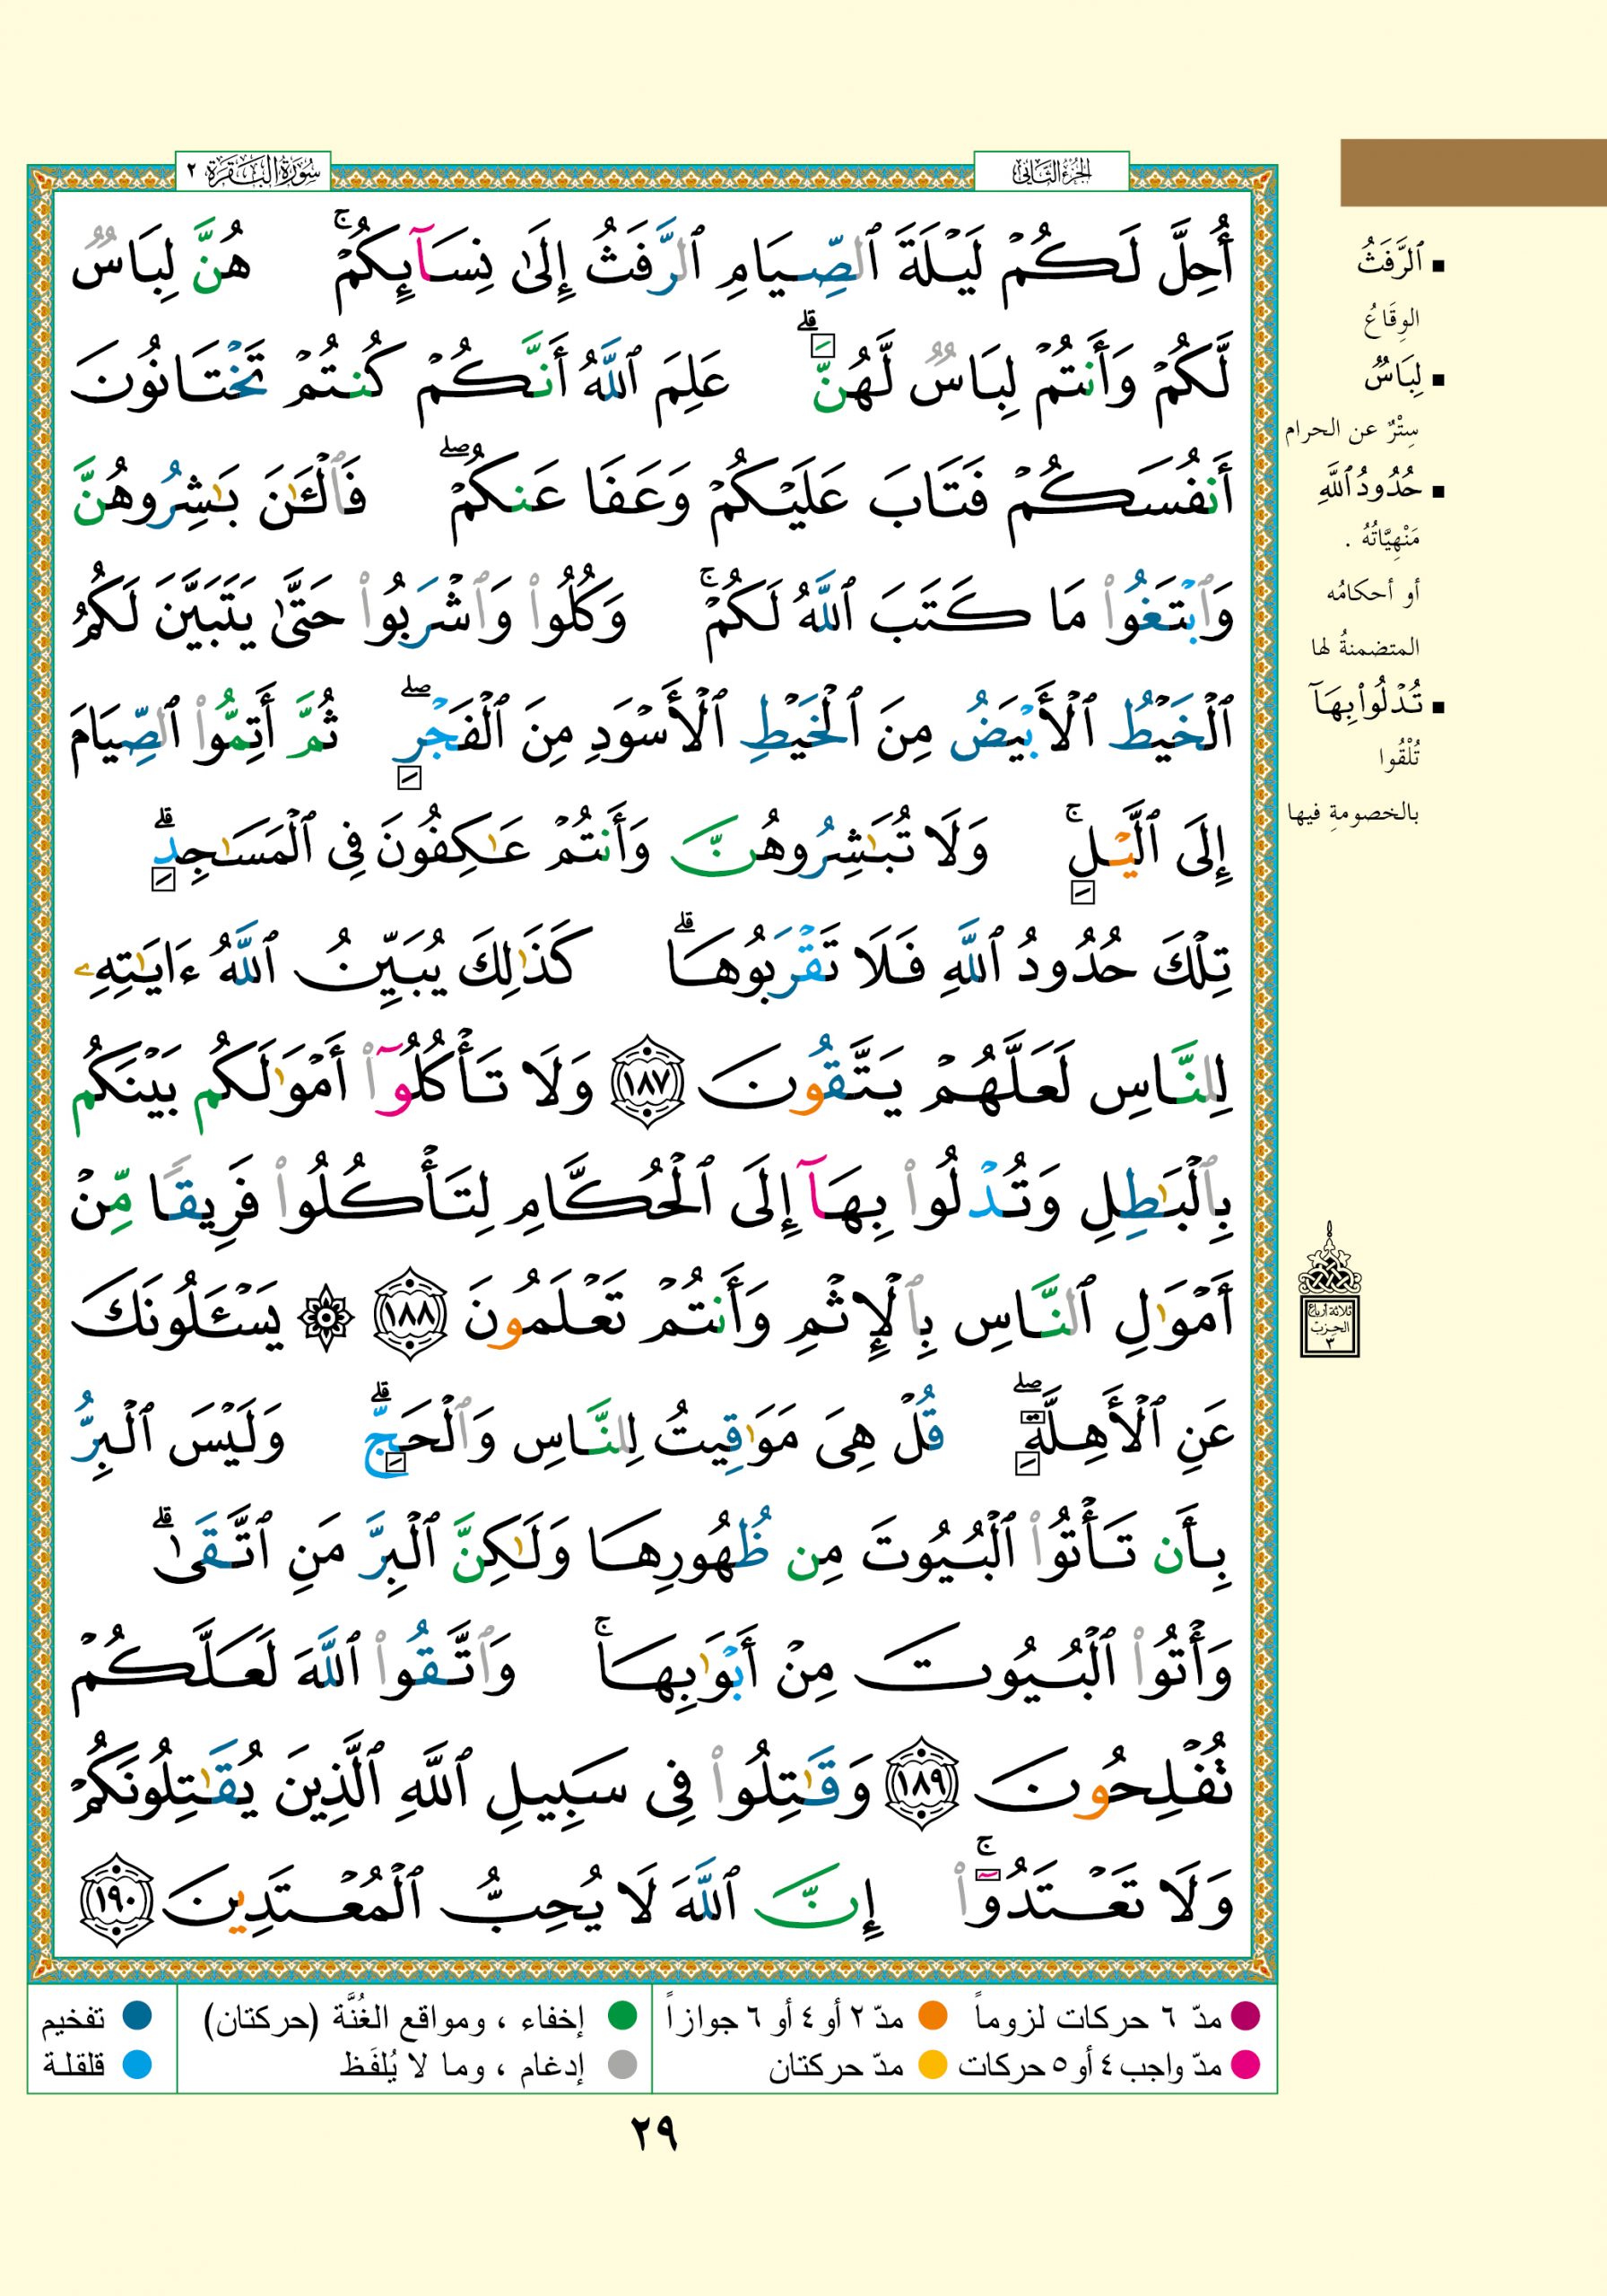 سُورَةُ البَقَرَةِ ٢
الجُزءُ الثَّانِى
أُحِلَّ لَكُمۡ لَيۡلَةَ ٱلصِّيَامِ ٱلرَّفَثُ إِلَىٰ نِسَآئِكُمۡۚ هُنَّ لِبَاسٞ
لَّكُمۡ وَأَنتُمۡ لِبَاسٞ لَّهُنَّۗ عَلِمَ ٱللَّهُ أَنَّكُمۡ كُنتُمۡ تَخۡتَانُونَ
أَنفُسَكُمۡ فَتَابَ عَلَيۡكُمۡ وَعَفَا عَنكُمۡۖ فَٱلۡـَٰٔنَ بَٰشِرُوهُنَّ
وَٱبۡتَغُواْ مَا كَتَبَ ٱللَّهُ لَكُمۡۚ وَكُلُواْ وَٱشۡرَبُواْ حَتَّىٰ يَتَبَيَّنَ لَكُمُ
ٱلۡخَيۡطُ ٱلۡأَبۡيَضُ مِنَ ٱلۡخَيۡطِ ٱلۡأَسۡوَدِ مِنَ ٱلۡفَجۡرِۖ ثُمَّ أَتِمُّواْ ٱلصِّيَامَ
إِلَى ٱلَّيۡلِۚ وَلَا تُبَٰشِرُوهُنَّ وَأَنتُمۡ عَٰكِفُونَ فِى ٱلۡمَسَٰجِدِۗ
تِلۡكَ حُدُودُ ٱللَّهِ فَلَا تَقۡرَبُوهَاۗ كَذَٰلِكَ يُبَيِّنُ ٱللَّهُ ءَايَٰتِهِۦ
لِلنَّاسِ لَعَلَّهُمۡ يَتَّقُونَ ١٨٧ وَلَا تَأۡكُلُوٓاْ أَمۡوَٰلَكُم بَيۡنَكُم
بِٱلۡبَٰطِلِ وَتُدۡلُواْ بِهَآ إِلَى ٱلۡحُكَّامِ لِتَأۡكُلُواْ فَرِيقٗا مِّنۡ
أَمۡوَٰلِ ٱلنَّاسِ بِٱلۡإِثۡمِ وَأَنتُمۡ تَعۡلَمُونَ ١٨٨ ۞ يَسۡـَٔلُونَكَ
عَنِ ٱلۡأَهِلَّةِۖ قُلۡ هِىَ مَوَٰقِيتُ لِلنَّاسِ وَٱلۡحَجِّۗ وَلَيۡسَ ٱلۡبِرُّ
بِأَن تَأۡتُواْ ٱلۡبُيُوتَ مِن ظُهُورِهَا وَلَٰكِنَّ ٱلۡبِرَّ مَنِ ٱتَّقَىٰۗ
وَأۡتُواْ ٱلۡبُيُوتَ مِنۡ أَبۡوَٰبِهَاۚ وَٱتَّقُواْ ٱللَّهَ لَعَلَّكُمۡ
تُفۡلِحُونَ ١٨٩ وَقَٰتِلُواْ فِى سَبِيلِ ٱللَّهِ ٱلَّذِينَ يُقَٰتِلُونَكُمۡ
وَلَا تَعۡتَدُوٓاْۚ إِنَّ ٱللَّهَ لَا يُحِبُّ ٱلۡمُعۡتَدِينَ ١٩٠
▪ ٱلرَّفَثُ
الوِقَاعُ
▪ لِبَاسٞ
سِتْرٌ عن الحرام
▪ حُدُودُ ٱللَّهِ
مَنْهِيَّاتُهُ .
أو أحكامُه
المتضمنةُ لها
▪ تُدۡلُواْ بِهَآ
تُلْقُوا
بالخصومةِ فيها
ثلاثة أرباع
الحزب
٣
مدّ ٦ حركات لزوماً
مدّ ٢ أو ٤ أو ٦ جوازاً
إخفاء ، ومواقع الغُنَّة (حركتان)
تفخيم
مدّ واجب ٤ أو ٥ حركات
مدّ حركتان
إدغام ، وما لا يُلفَظ
قلقلة
٢٩